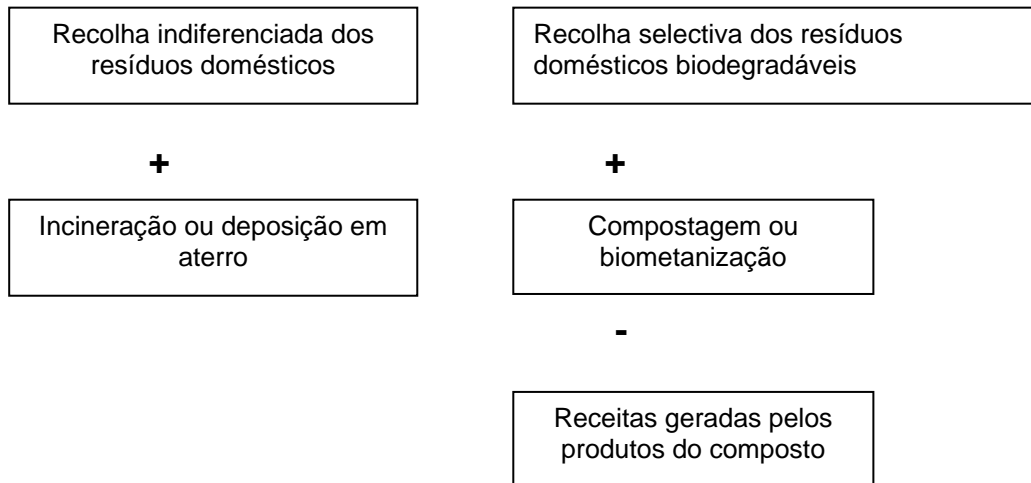 Recolha indiferenciada dos
resíduos domésticos
+
Incineração ou deposição em
aterro
Recolha selectiva dos resíduos
domésticos biodegradáveis
+
Compostagem ou
biometanização
-
Receitas geradas pelos
produtos do composto